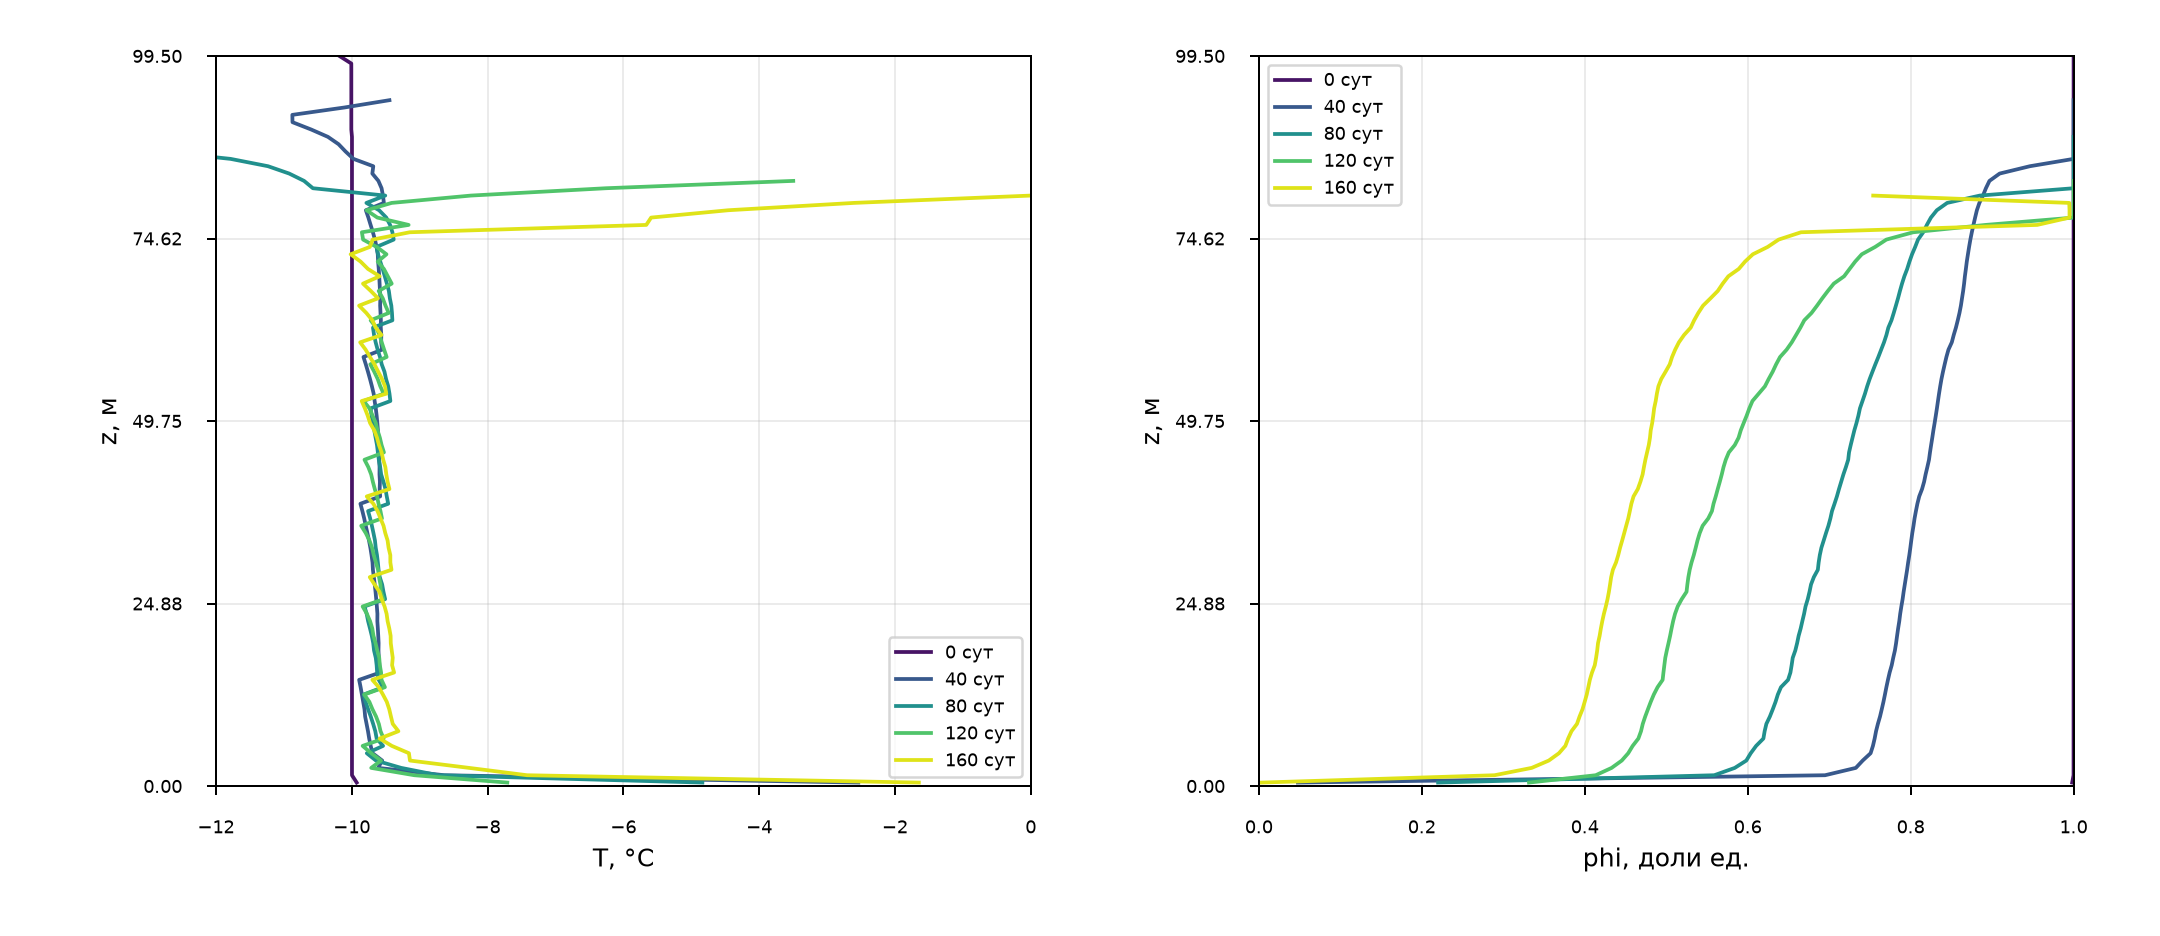 99.50
74.62
49.75
24.88
0.00
z, м
−12
−10
−8
−6
−4
−2
0
T, °C
0 сут
40 сут
80 сут
120 сут
160 сут
99.50
74.62
49.75
24.88
0.00
z, м
0.0
0.2
0.4
0.6
0.8
1.0
phi, доли ед.
0 сут
40 сут
80 сут
120 сут
160 сут